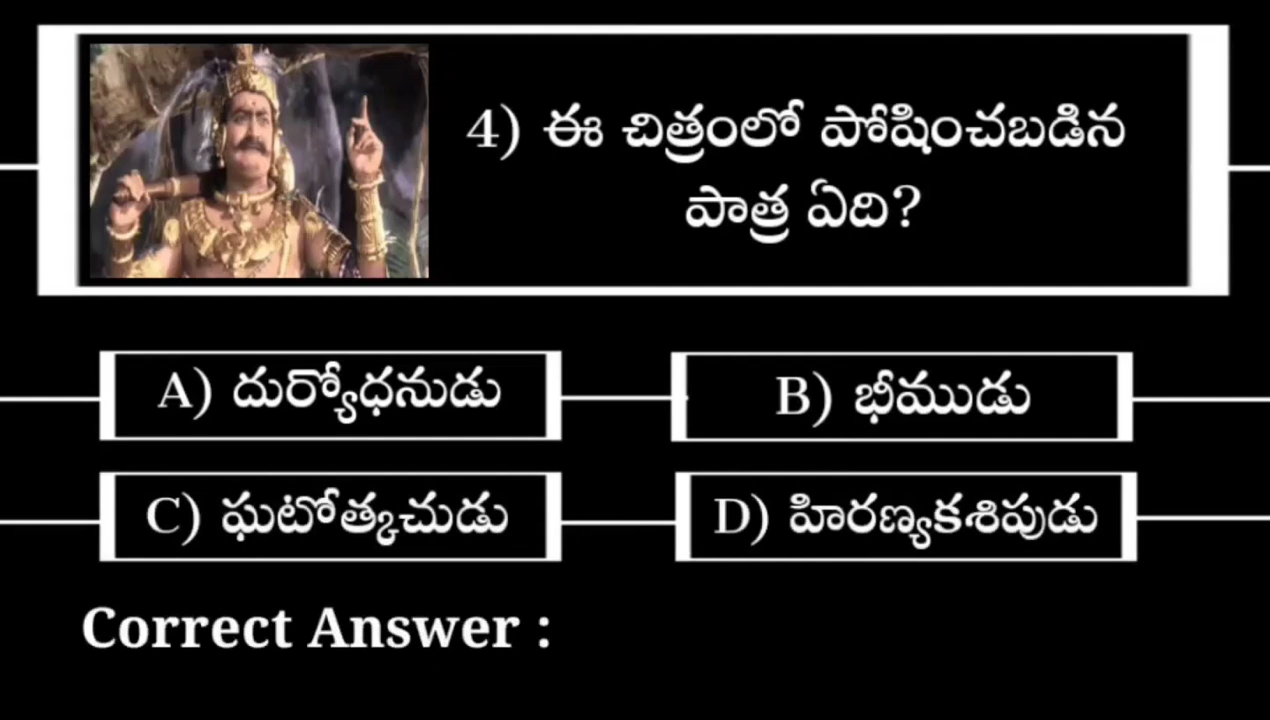 4) ఈ చిత్రంలో పోషించబడిన
పాత్ర ఏది?
A) దుర్యోధనుడు
B) భీముడు
C) ఘటోత్కచుడు
D) హిరణ్యకశిపుడు
Correct Answer :